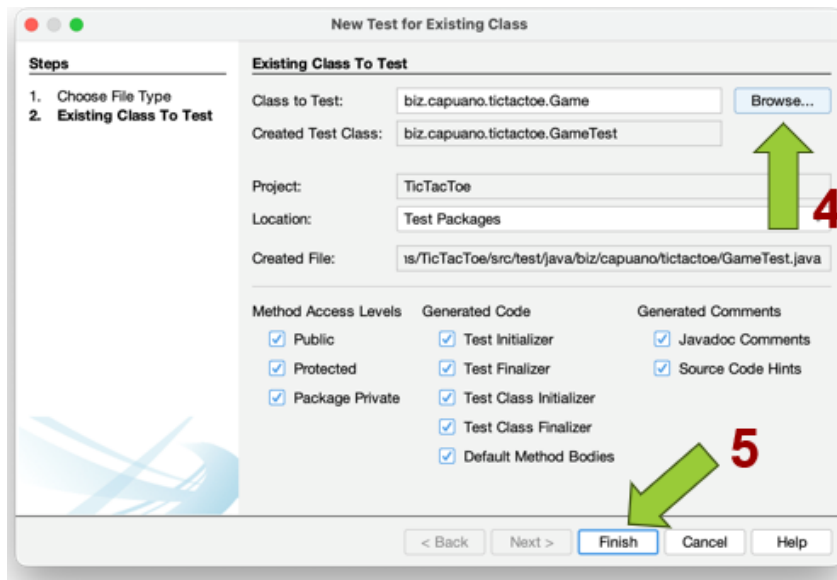 New Test for Existing Class
Steps
1. Choose File Type
2. Existing Class To Test
Existing Class To Test
Class to Test: biz.capuano.tictactoe.Game Browse...
4
Created Test Class: biz.capuano.tictactoe.GameTest
Project: TicTacToe
Location: Test Packages
Created File: ıs/TicTacToe/src/test/java/biz/capuano/tictactoe/GameTest.java
Method Access Levels Generated Code Generated Comments
Public Test Initializer Javadoc Comments
Protected Test Finalizer Source Code Hints
Package Private Test Class Initializer
Test Class Finalizer
Default Method Bodies
5
< Back Next > Finish Cancel Help